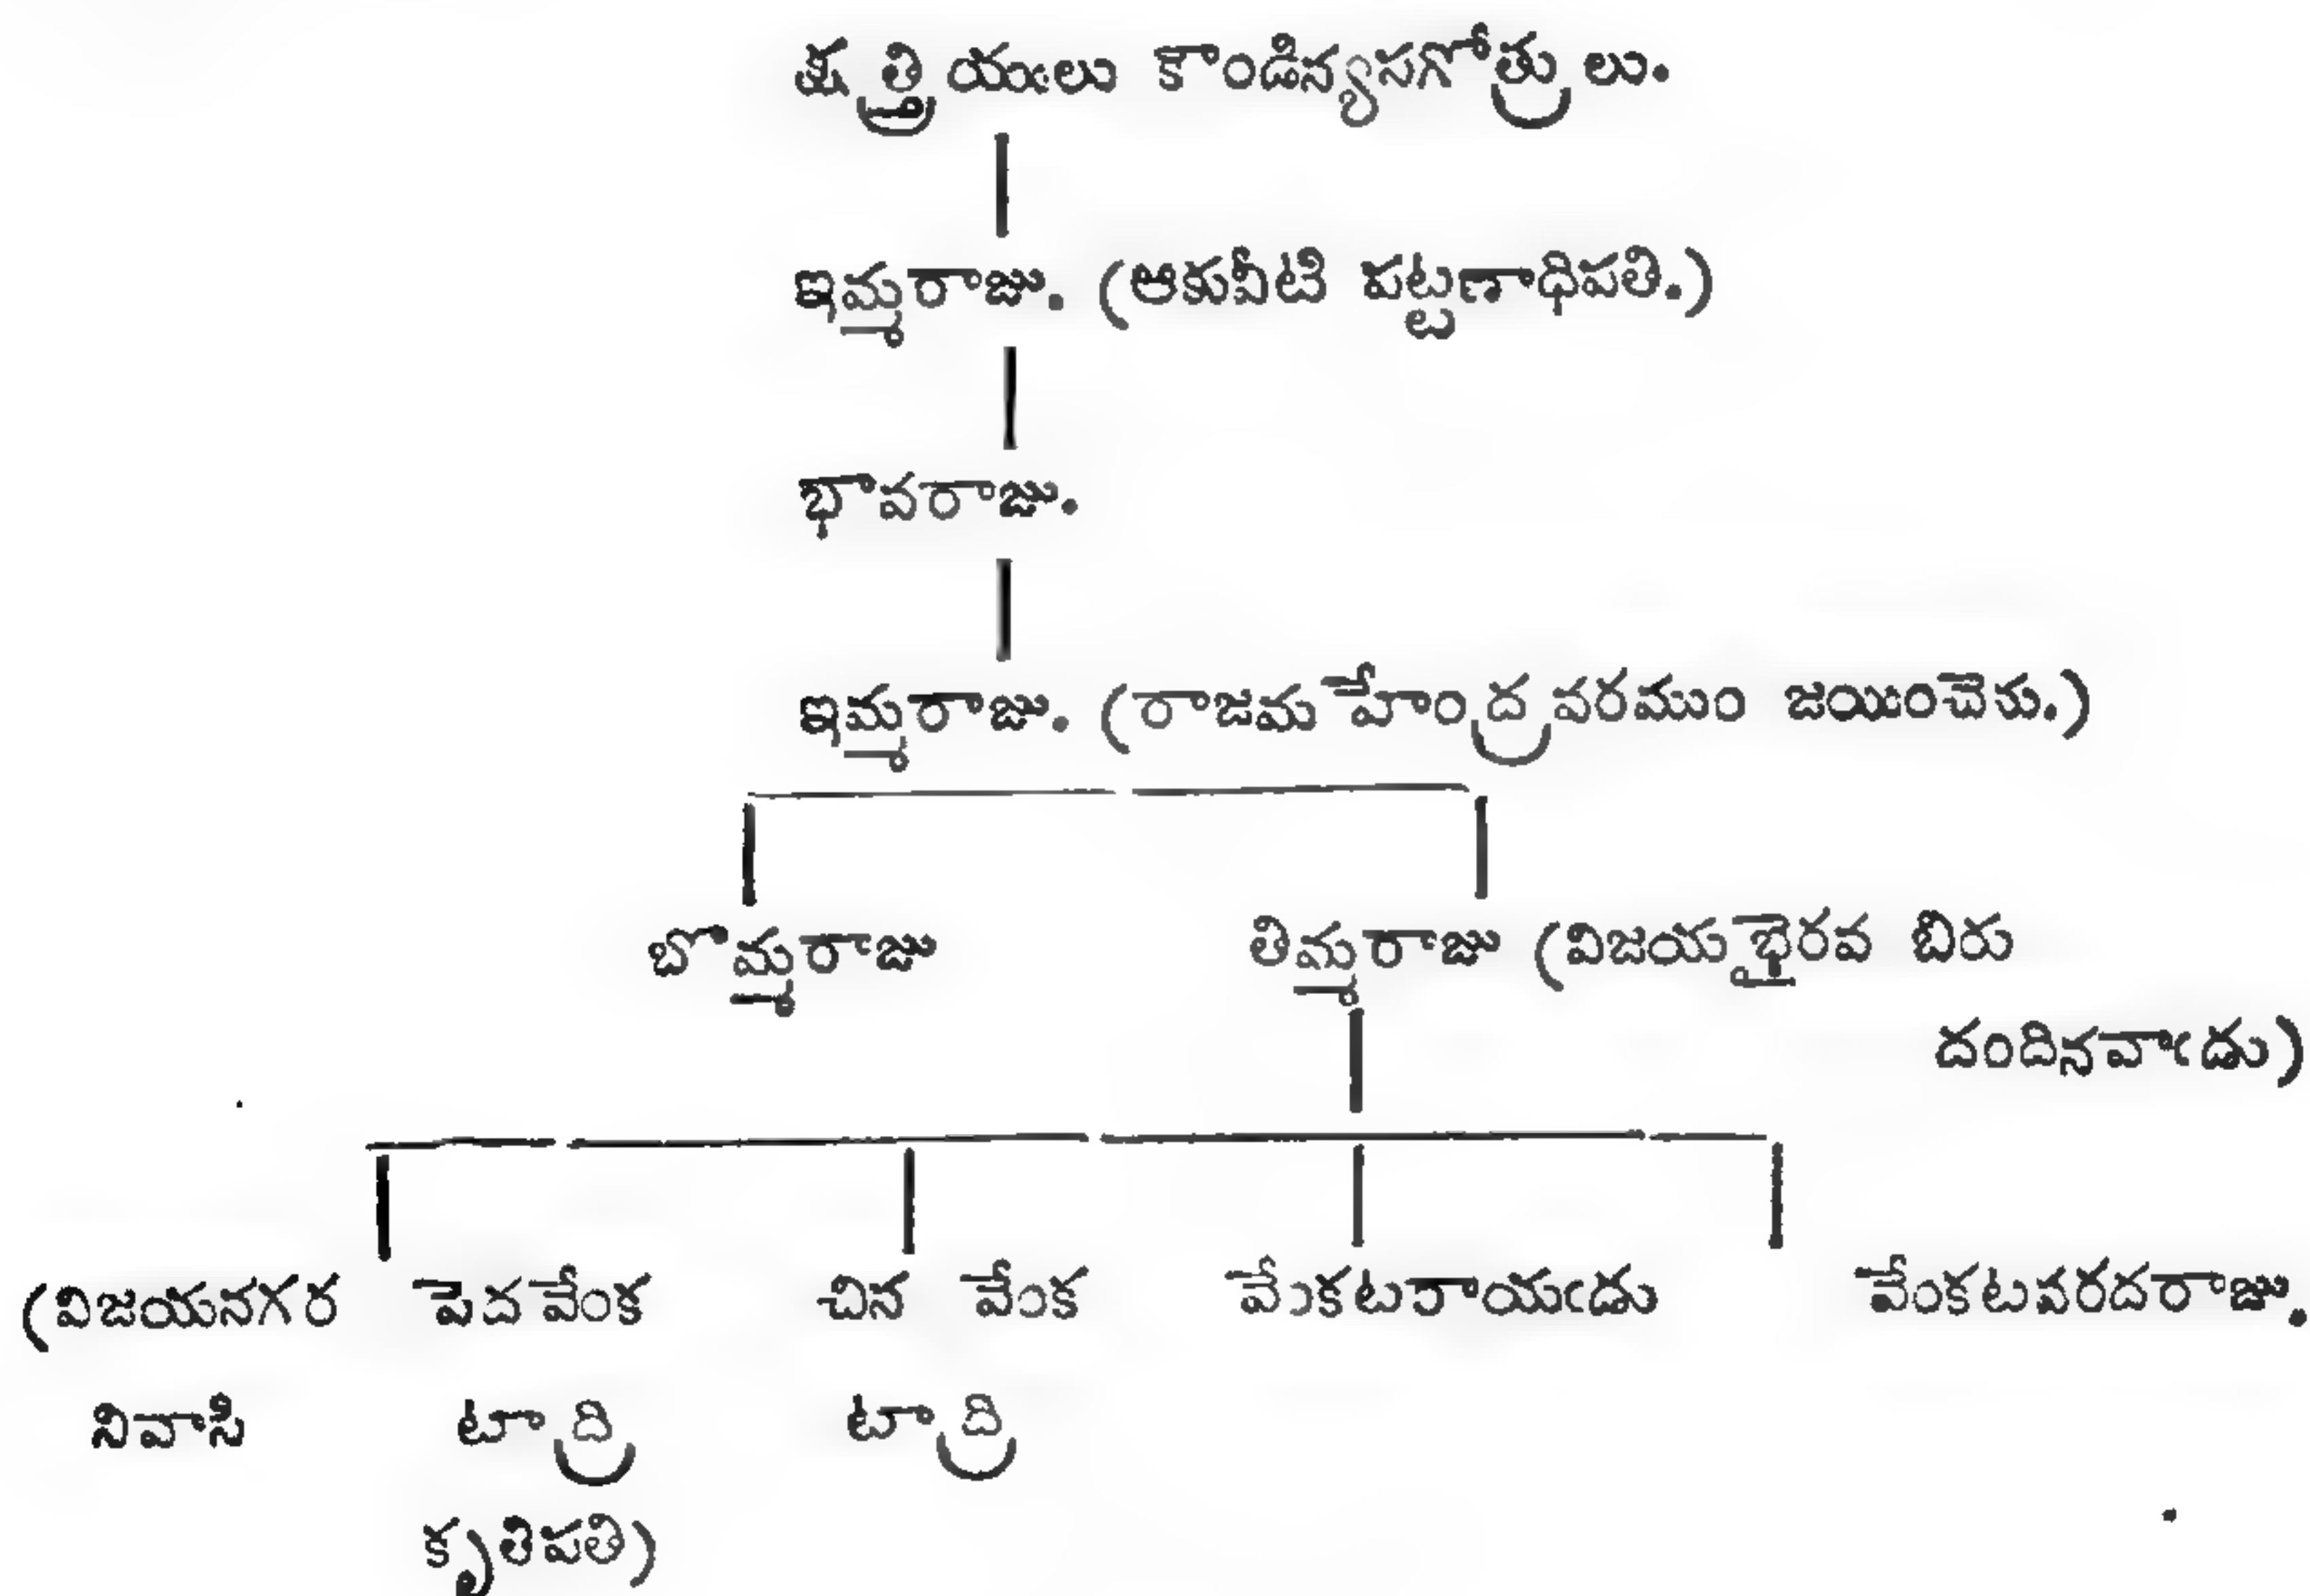 క్షత్రియులు కాండిన్యసగోత్రులు.
ఇమ్మరాజు. (ఆకువీటి పట్టణాధిపతి.)
భావరాజు.
ఇమ్మరాజు. (రాజమహేంద్రవరముం జయించెను.)
బొమ్మరాజు తిమ్మరాజు (విజయభైరవ బిరు
దందినవాఁడు)
(విజయనగర పెదవేంక చిన వేంక వేంకటరాయఁడు వేంకటవరదరాజు.
నివాసి టాద్రి టాద్రి
కృతిపతి)